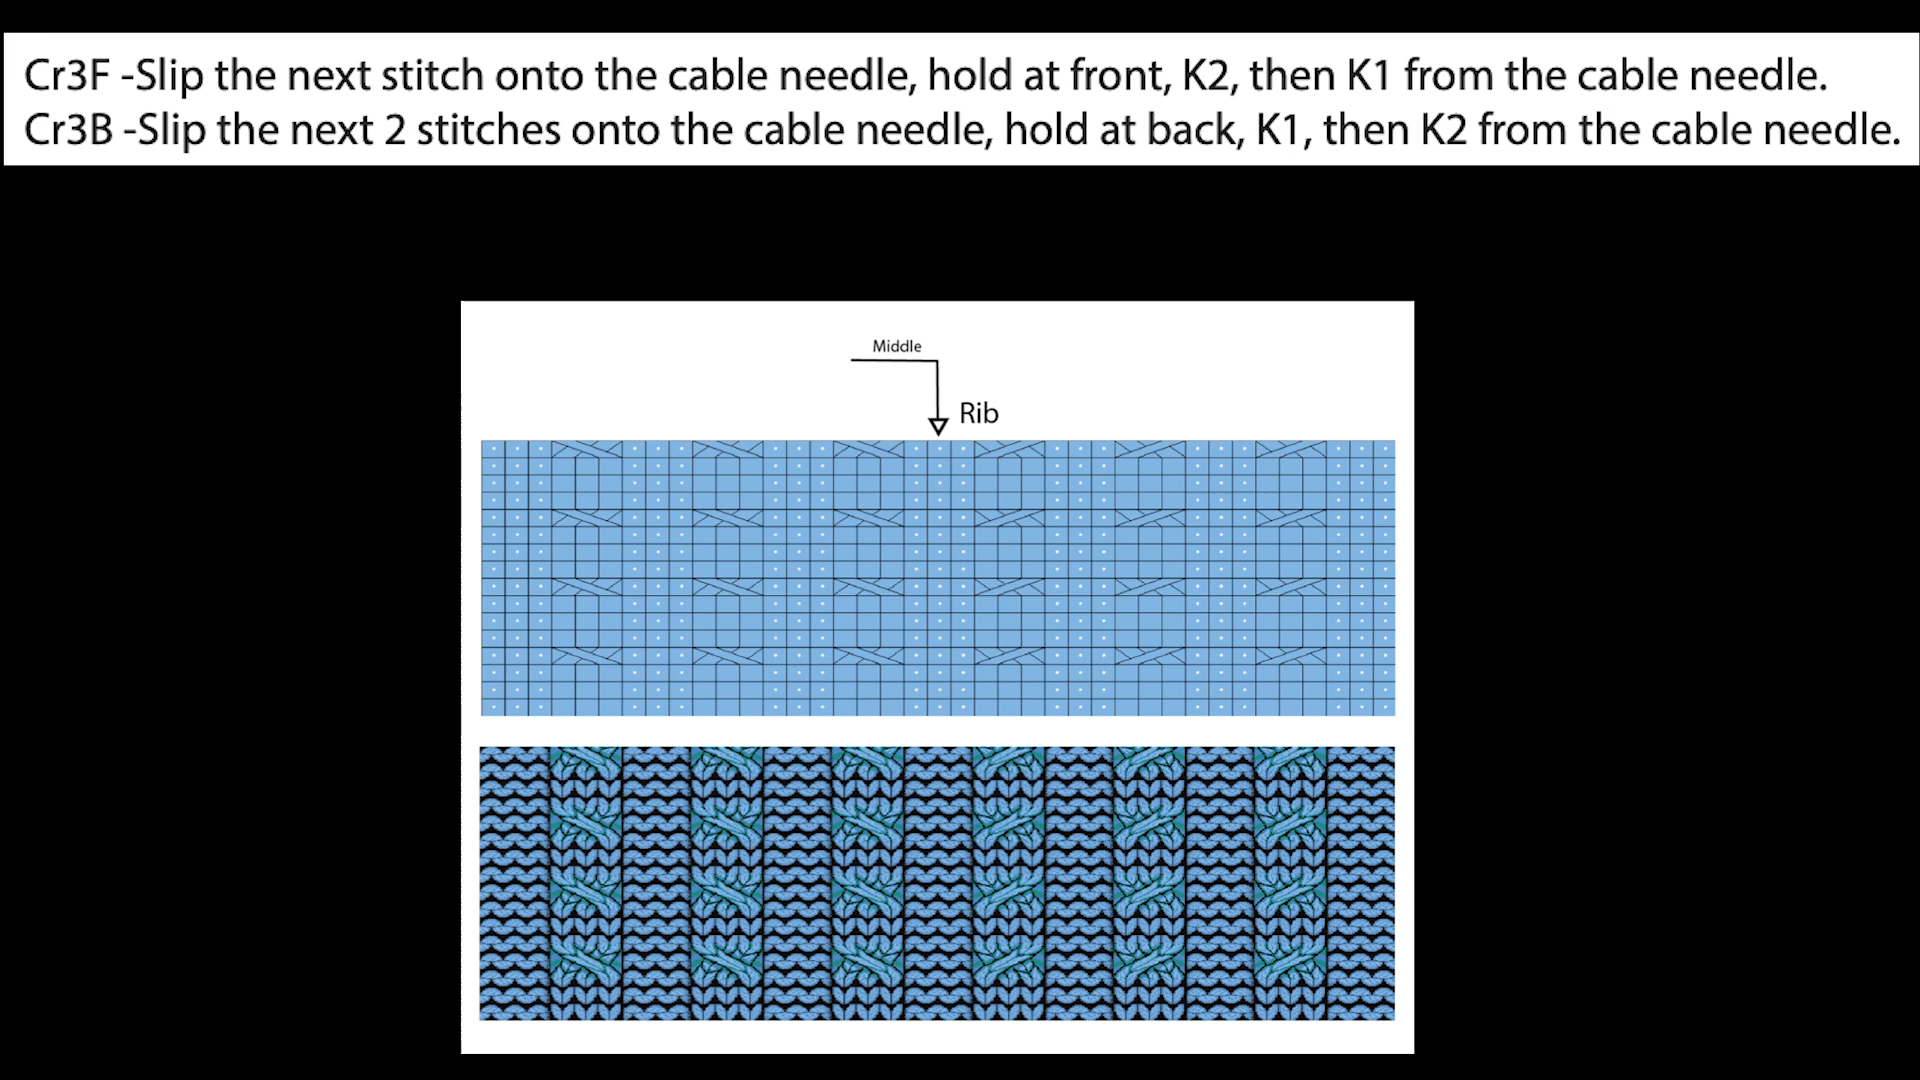 Cr3F -Slip the next stitch onto the cable needle, hold at front, K2, then K1 from the cable needle.
Cr3B -Slip the next 2 stitches onto the cable needle, hold at back, K1, then K2 from the cable needle.
Middle
Rib